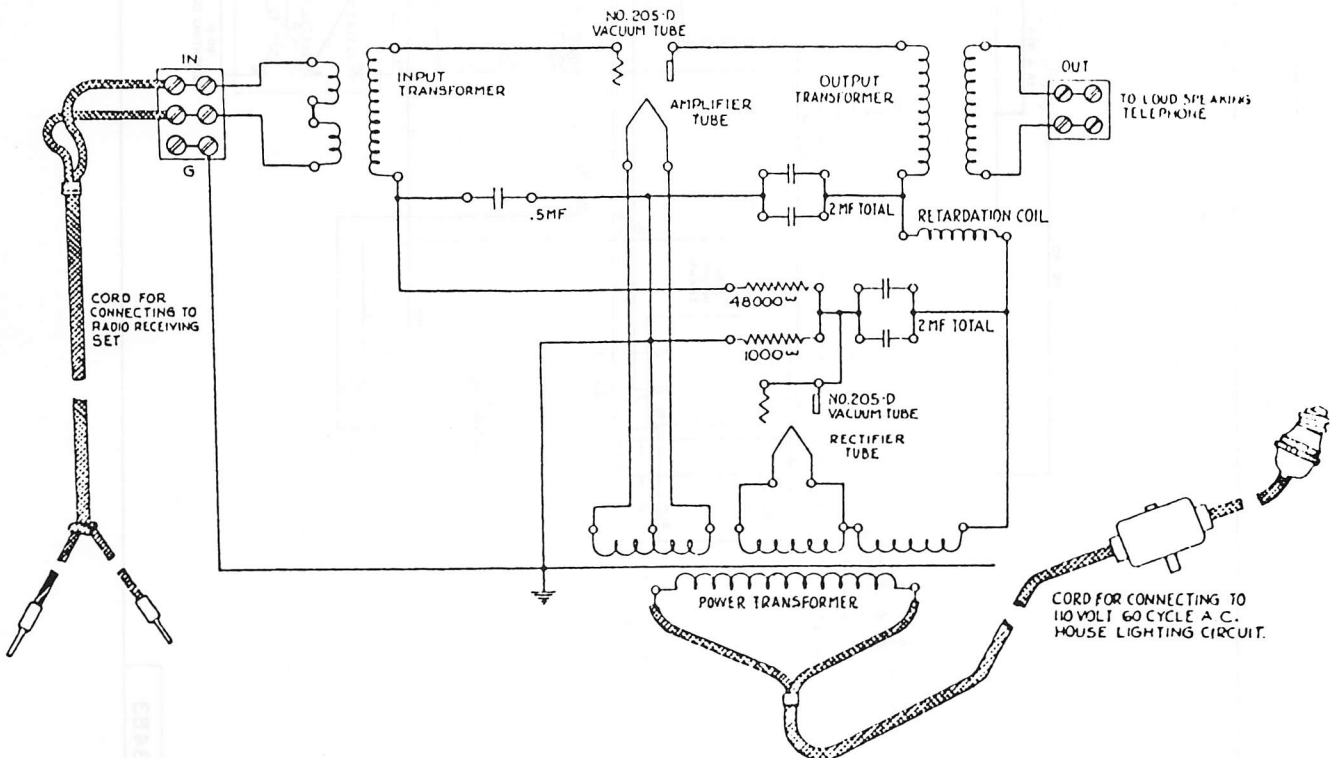 NO. 205-D
VACUUM TUBE
IN
INPUT
TRANSFORMER
AMPLIFIER
TUBE
OUTPUT
TRANSFORMER
OUT
TO LOUD SPEAKING
TELEPHONE
G
.5MF
2 MF TOTAL
RETARDATION COIL
CORD FOR
CONNECTING TO
RADIO RECEIVING
SET
48000 ω
2 MF TOTAL
1000 ω
NO. 205-D
VACUUM TUBE
RECTIFIER
TUBE
POWER TRANSFORMER
CORD FOR CONNECTING TO
110 VOLT 60 CYCLE A C.
HOUSE LIGHTING CIRCUIT.